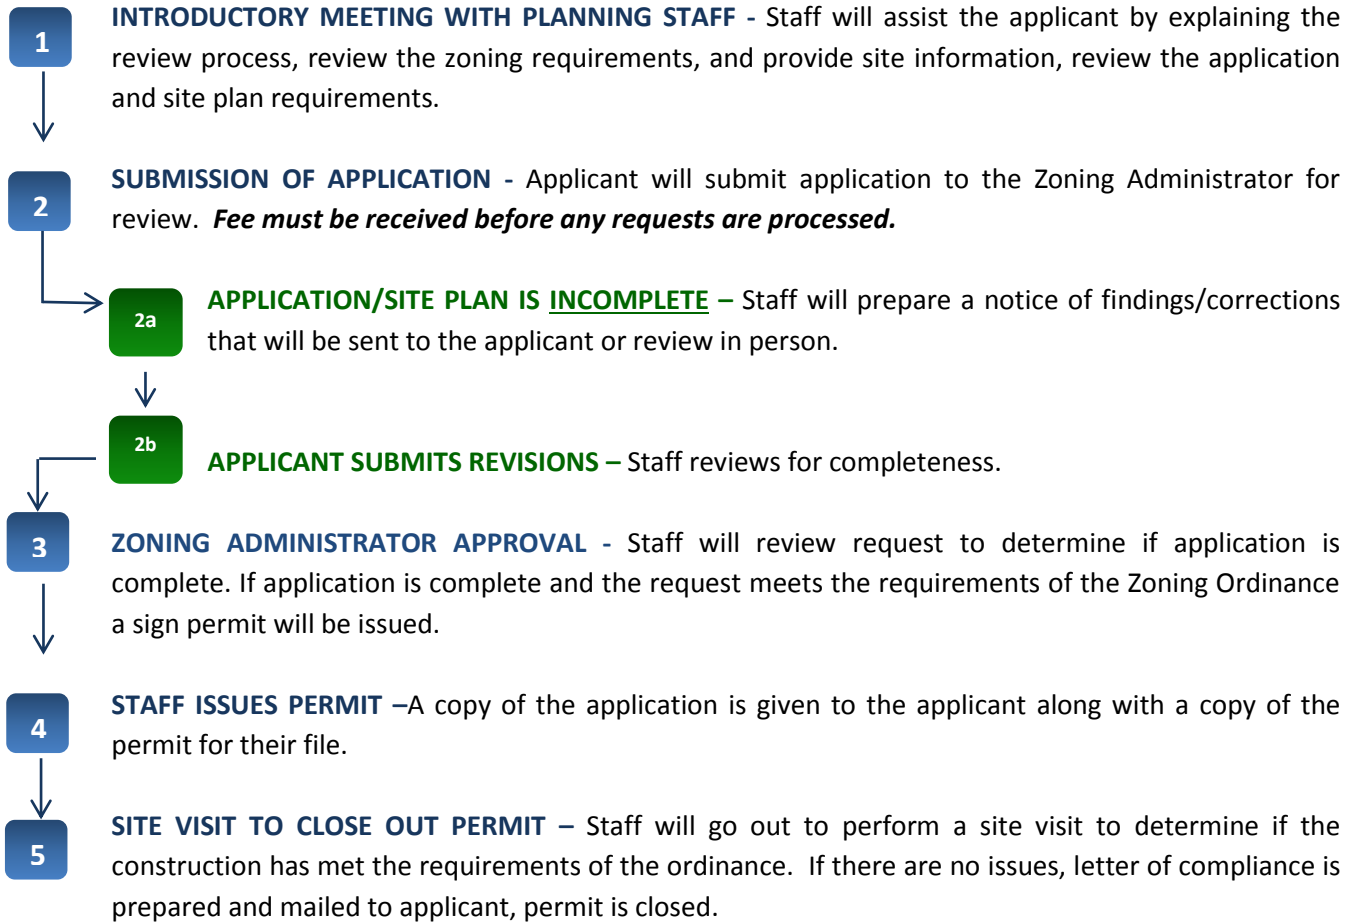 1
INTRODUCTORY MEETING WITH PLANNING STAFF - Staff will assist the applicant by explaining the
review process, review the zoning requirements, and provide site information, review the application
and site plan requirements.
2
SUBMISSION OF APPLICATION - Applicant will submit application to the Zoning Administrator for
review. Fee must be received before any requests are processed.
2a
APPLICATION/SITE PLAN IS INCOMPLETE – Staff will prepare a notice of findings/corrections
that will be sent to the applicant or review in person.
2b
APPLICANT SUBMITS REVISIONS – Staff reviews for completeness.
3
ZONING ADMINISTRATOR APPROVAL - Staff will review request to determine if application is
complete. If application is complete and the request meets the requirements of the Zoning Ordinance
a sign permit will be issued.
4
STAFF ISSUES PERMIT –A copy of the application is given to the applicant along with a copy of the
permit for their file.
5
SITE VISIT TO CLOSE OUT PERMIT – Staff will go out to perform a site visit to determine if the
construction has met the requirements of the ordinance. If there are no issues, letter of compliance is
prepared and mailed to applicant, permit is closed.